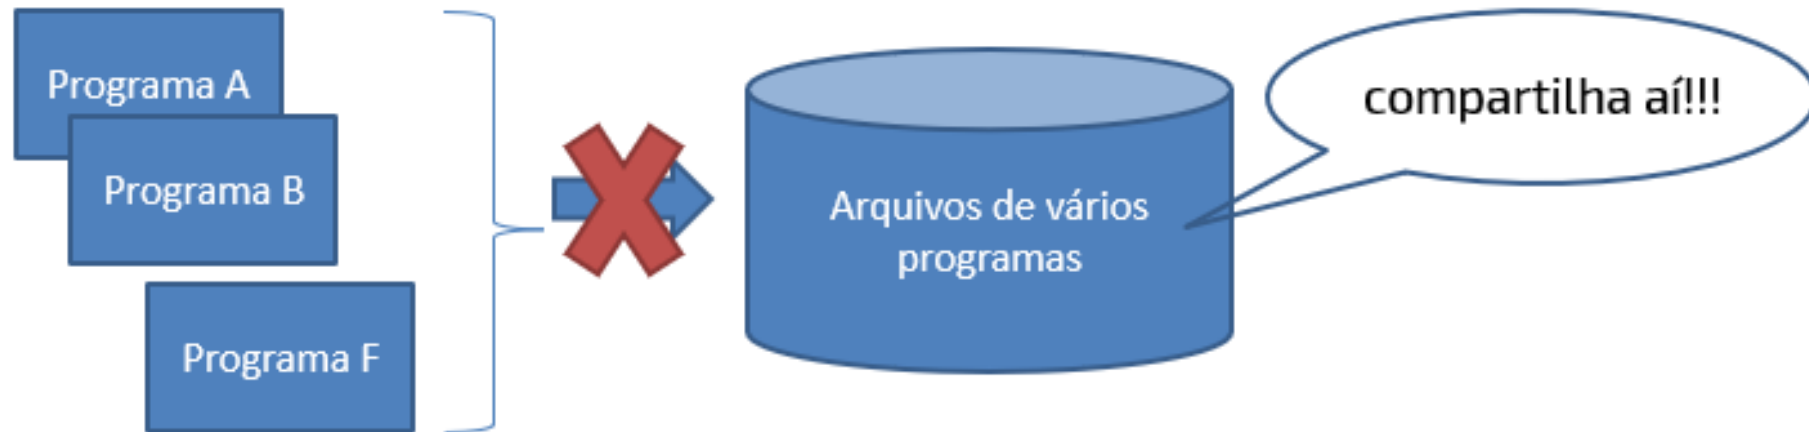 Programa A
Programa B
Programa F
Arquivos de vários
programas
compartilha aí!!!